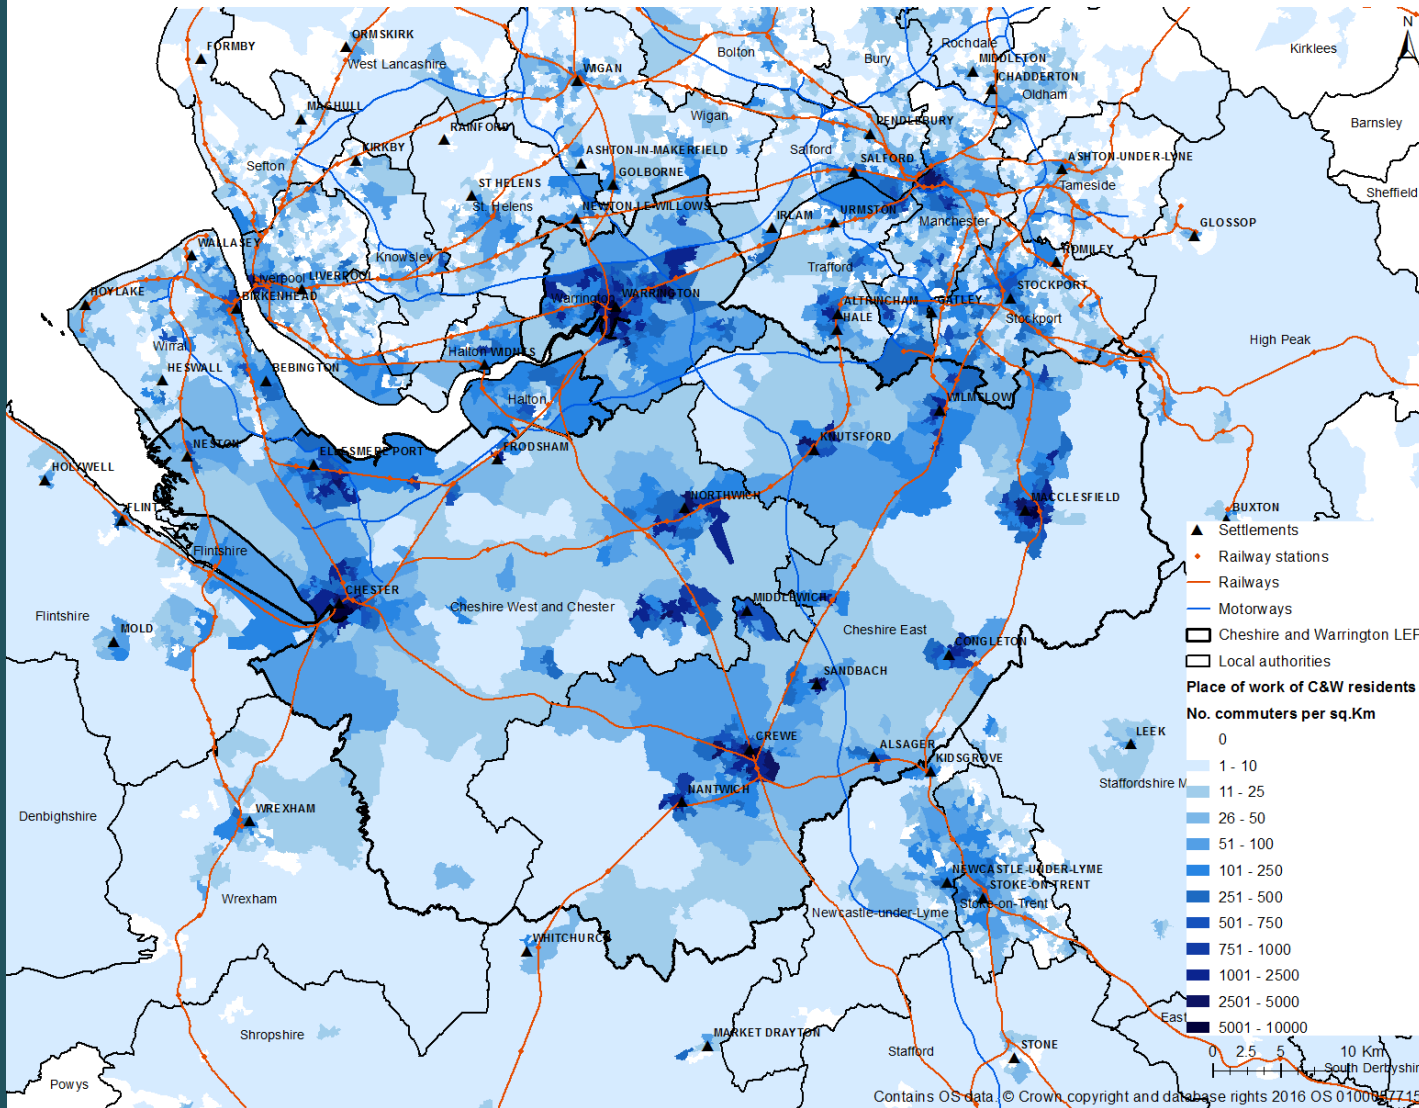 FORMBY
ORMSKIRK
West Lancashire
WIGAN
Bolton
Bury
Rochdale
MIDDLETON
CHADDERTON
Oldham
Kirklees
N
MAGHULL
RAINFORD
Wigan
PENDLEBURY
Barnsley
Sefton
KIRKBY
ASHTON-IN-MAKERFIELD
Salford
SALFORD
ASHTON-UNDER-LYNE
Tameside
Sheffield
ST HELENS
St. Helens
GOLBORNE
NEWTON-LE-WILLOWS
IRLAM
URMSTON
Manchester
GLOSSOP
WALLASEY
Knowsley
Trafford
ROMILEY
Liverpool
LIVERPOOL
HOYLAKE
BIRKENHEAD
Warrington
WARRINGTON
ALTRINCHAM
HALE
GATLEY
STOCKPORT
Stockport
Wirral
Halton
WIDNES
High Peak
HESWALL
BEBINGTON
Halton
WILMSLOW
NESTON
ELLESMERE PORT
FRODSHAM
KNUTSFORD
HOLYWELL
NORTHWICH
MACCLESFIELD
FLINT
BUXTON
Flintshire
CHESTER
Cheshire West and Chester
MIDDLEWICH
Cheshire East
Flintshire
MOLD
CONGLETON
SANDBACH
CREWE
ALSAGER
KIDSGROVE
LEEK
Staffordshire M
NANTWICH
WREXHAM
Denbighshire
NEWCASTLE-UNDER-LYME
STOKE-ON-TRENT
Stoke-on-Trent
Newcastle-under-Lyme
Wrexham
WHITCHURCH
Shropshire
MARKET DRAYTON
Stafford
STONE
East
Powys
South Derbyshir
Settlements
Railway stations
Railways
Motorways
Cheshire and Warrington LEP
Local authorities
Place of work of C&W residents
No. commuters per sq.Km
0
1 - 10
11 - 25
26 - 50
51 - 100
101 - 250
251 - 500
501 - 750
751 - 1000
1001 - 2500
2501 - 5000
5001 - 10000
0 2.5 5 10 Km
Contains OS data. © Crown copyright and database rights 2016 OS